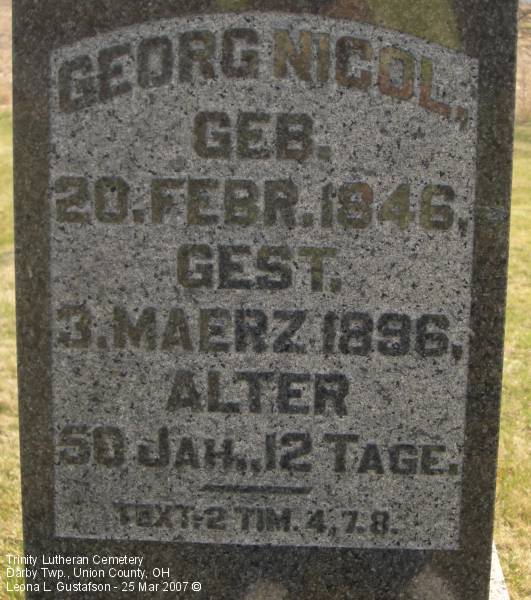 GEORG NICOL,
GEB.
20. FEBR. 1846,
GEST.
3. MAERZ 1896,
ALTER
50 JAH., 12 TAGE.
TEXT: 2 TIM. 4, 7. 8.
Trinity Lutheran Cemetery
Darby Twp., Union County, OH
Leona L. Gustafson - 25 Mar 2007 ©